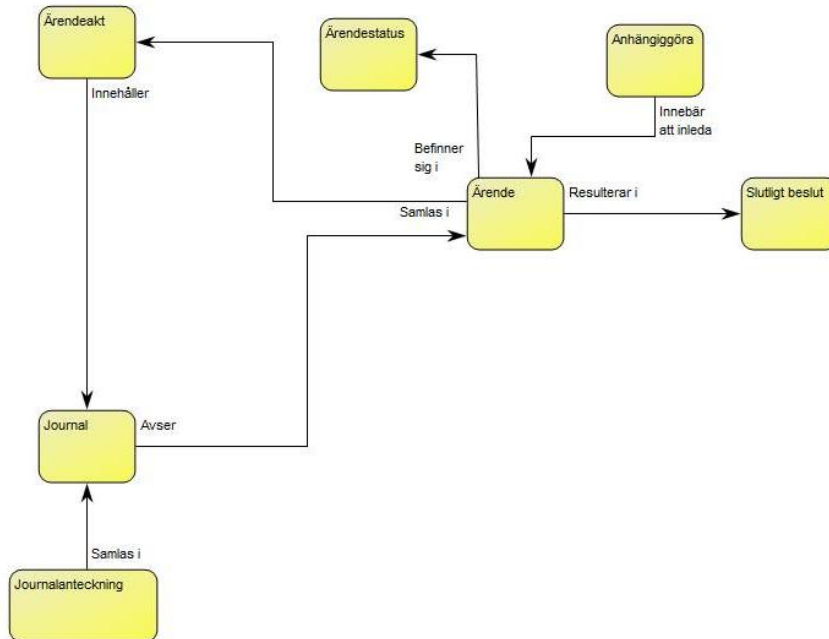 Ärendeakt
Ärendestatus
Anhängiggöra
Innehåller
Innebär
att inleda
Befinner
sig i
Ärende
Resulterar i
Slutligt beslut
Samlas i
Journal
Avser
Samlas i
Journalanteckning